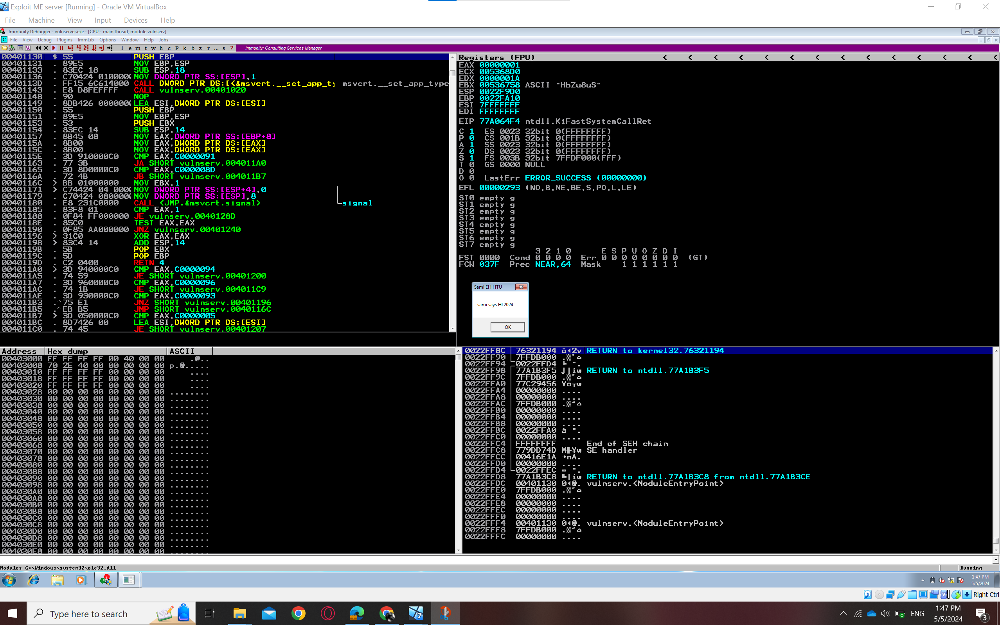 Exploit ME server [Running] - Oracle VM VirtualBox
File Machine View Input Devices Help
Immunity Debugger - vulnserver.exe - [CPU - main thread, module vulnserv]
C File View Debug Plugins ImmLib Options Window Help Jobs
l e m t w h c p k b z r ... s ? Immunity: Consulting Services Manager
00401130 $ 55 PUSH EBP
00401131 . 89E5 MOV EBP,ESP
00401133 . 83EC 18 SUB ESP,18
00401136 . C70424 0100000 MOV DWORD PTR SS:[ESP],1
0040113D . FF15 6C614000 CALL DWORD PTR DS:[<&msvcrt.__set_app_ty msvcrt.__set_app_type
00401143 . E8 D8FEFFFF CALL vulnserv.00401020
00401148 . 90 NOP
00401149 . 8DB426 0000000 LEA ESI,DWORD PTR DS:[ESI]
00401150 . 55 PUSH EBP
00401151 . 89E5 MOV EBP,ESP
00401153 . 53 PUSH EBX
00401154 . 83EC 14 SUB ESP,14
00401157 . 8B45 08 MOV EAX,DWORD PTR SS:[EBP+8]
0040115A . 8B00 MOV EAX,DWORD PTR DS:[EAX]
0040115C . 8B00 MOV EAX,DWORD PTR DS:[EAX]
0040115E . 3D 910000C0 CMP EAX,C0000091
00401163 . 77 3B JA SHORT vulnserv.004011A0
00401165 . 3D 8D0000C0 CMP EAX,C000008D
0040116A . 72 4B JB SHORT vulnserv.004011B7
0040116C > BB 01000000 MOV EBX,1
00401171 > C74424 04 0000 MOV DWORD PTR SS:[ESP+4],0
00401179 . C70424 0800000 MOV DWORD PTR SS:[ESP],8
00401180 . E8 231C0000 CALL <JMP.&msvcrt.signal> signal
00401185 . 83F8 01 CMP EAX,1
00401188 . 0F84 FF000000 JE vulnserv.0040128D
0040118E . 85C0 TEST EAX,EAX
00401190 . 0F85 AA000000 JNZ vulnserv.00401240
00401196 > 31C0 XOR EAX,EAX
00401198 > 83C4 14 ADD ESP,14
0040119B . 5B POP EBX
0040119C . 5D POP EBP
0040119D . C2 0400 RETN 4
004011A0 > 3D 940000C0 CMP EAX,C0000094
004011A5 . 74 59 JE SHORT vulnserv.00401200
004011A7 . 3D 960000C0 CMP EAX,C0000096
004011AC . 74 1B JE SHORT vulnserv.004011C9
004011AE . 3D 930000C0 CMP EAX,C0000093
004011B3 .^75 E1 JNZ SHORT vulnserv.00401196
004011B5 .^EB B5 JMP SHORT vulnserv.0040116C
004011B7 > 3D 050000C0 CMP EAX,C0000005
004011BC . 8D7426 00 LEA ESI,DWORD PTR DS:[ESI]
004011C0 . 74 45 JE SHORT vulnserv.00401207
Registers (FPU) < < < < < < < < < < < < < <
EAX 00000001
ECX 005368D0
EDX 0000001A
EBX 00536758 ASCII "HbZu8uS"
ESP 0022F9D0
EBP 0022FA10
ESI 7FFFFFFF
EDI FFFFFFFF
EIP 77A064F4 ntdll.KiFastSystemCallRet
C 1 ES 0023 32bit 0(FFFFFFFF)
P 0 CS 001B 32bit 0(FFFFFFFF)
A 1 SS 0023 32bit 0(FFFFFFFF)
Z 0 DS 0023 32bit 0(FFFFFFFF)
S 1 FS 003B 32bit 7FFDF000(FFF)
T 0 GS 0000 NULL
D 0
O 0 LastErr ERROR_SUCCESS (00000000)
EFL 00000293 (NO,B,NE,BE,S,PO,L,LE)
ST0 empty g
ST1 empty g
ST2 empty g
ST3 empty g
ST4 empty g
ST5 empty g
ST6 empty g
ST7 empty g
3 2 1 0 E S P U O Z D I
FST 0000 Cond 0 0 0 0 Err 0 0 0 0 0 0 0 0 (GT)
FCW 037F Prec NEAR,64 Mask 1 1 1 1 1 1
Sami EH HTU
sami says HI 2024
OK
Address Hex dump ASCII
00403000 FF FF FF FF 00 40 00 00 .@..
00403008 70 2E 40 00 00 00 00 00 p.@.....
00403010 FF FF FF FF 00 00 00 00 ....
00403018 FF FF FF FF 00 00 00 00 ....
00403020 FF FF FF FF 00 00 00 00 ....
00403028 00 00 00 00 00 00 00 00 ........
00403030 00 00 00 00 00 00 00 00 ........
00403038 00 00 00 00 00 00 00 00 ........
00403040 00 00 00 00 00 00 00 00 ........
00403048 00 00 00 00 00 00 00 00 ........
00403050 00 00 00 00 00 00 00 00 ........
00403058 00 00 00 00 00 00 00 00 ........
00403060 00 00 00 00 00 00 00 00 ........
00403068 00 00 00 00 00 00 00 00 ........
00403070 00 00 00 00 00 00 00 00 ........
00403078 00 00 00 00 00 00 00 00 ........
00403080 00 00 00 00 00 00 00 00 ........
00403088 00 00 00 00 00 00 00 00 ........
00403090 00 00 00 00 00 00 00 00 ........
00403098 00 00 00 00 00 00 00 00 ........
004030A0 00 00 00 00 00 00 00 00 ........
004030A8 00 00 00 00 00 00 00 00 ........
004030B0 00 00 00 00 00 00 00 00 ........
004030B8 00 00 00 00 00 00 00 00 ........
004030C0 00 00 00 00 00 00 00 00 ........
004030C8 00 00 00 00 00 00 00 00 ........
004030D0 00 00 00 00 00 00 00 00 ........
004030D8 00 00 00 00 00 00 00 00 ........
004030E0 00 00 00 00 00 00 00 00 ........
004030E8 00 00 00 00 00 00 00 00 ........
0022FF8C 76321194 RETURN to kernel32.76321194
0022FF90 7FFDB000
0022FF94 0022FFD4
0022FF98 77A1B3F5 RETURN to ntdll.77A1B3F5
0022FF9C 7FFDB000
0022FFA0 77C29456
0022FFA4 00000000 ....
0022FFA8 00000000 ....
0022FFAC 7FFDB000
0022FFB0 00000000 ....
0022FFB4 00000000 ....
0022FFB8 00000000 ....
0022FFBC 0022FFA0 á ".
0022FFC0 00000000 ....
0022FFC4 FFFFFFFF End of SEH chain
0022FFC8 779DD74D SE handler
0022FFCC 00416E1A →nA.
0022FFD0 00000000 ....
0022FFD4 0022FFEC ∞ ".
0022FFD8 77A1B3C8 RETURN to ntdll.77A1B3C8 from ntdll.77A1B3CE
0022FFDC 00401130 0◄@. vulnserv.<ModuleEntryPoint>
0022FFE0 7FFDB000
0022FFE4 00000000 ....
0022FFE8 00000000 ....
0022FFEC 00000000 ....
0022FFF0 00000000 ....
0022FFF4 00401130 0◄@. vulnserv.<ModuleEntryPoint>
0022FFF8 7FFDB000
0022FFFC 00000000 ....
Modules C:\Windows\system32\ole32.dll Running
1:47 PM
5/5/2024
Right Ctrl
Type here to search
ENG
1:47 PM
5/5/2024
3